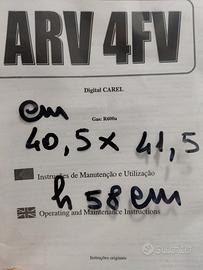 ARV 4FV
Digital CAREL
cm
Gas: R600a
40,5 x 41,5
Instruções de Manutenção e Utilização
h 58 cm
Operating and Maintenance Instructions
Instruções originais
Subito